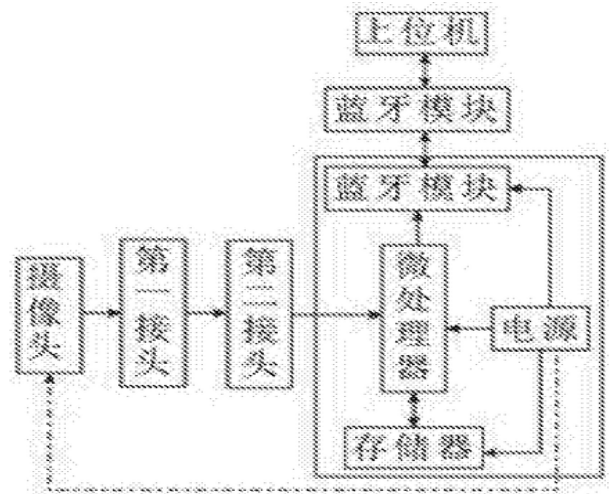 上位机
蓝牙模块
蓝牙模块
摄像头
第一接头
第二接头
微处理器
电源
存储器